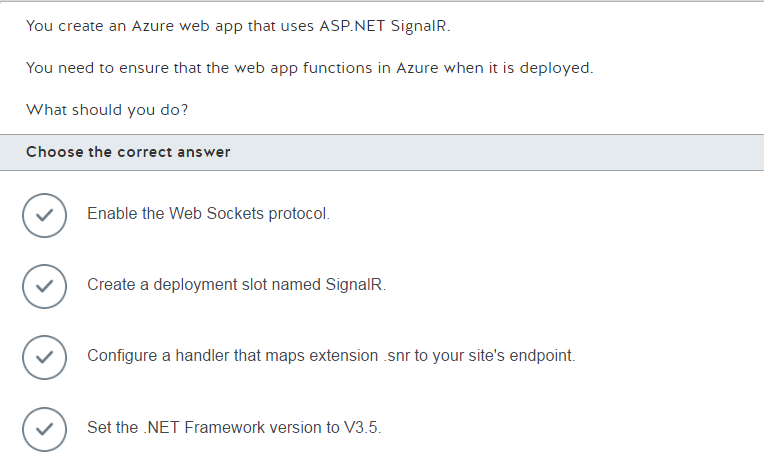 You create an Azure web app that uses ASP.NET SignalR.
You need to ensure that the web app functions in Azure when it is deployed.
What should you do?
Choose the correct answer
Enable the Web Sockets protocol.
Create a deployment slot named SignalR.
Configure a handler that maps extension .snr to your site's endpoint.
Set the .NET Framework version to V3.5.